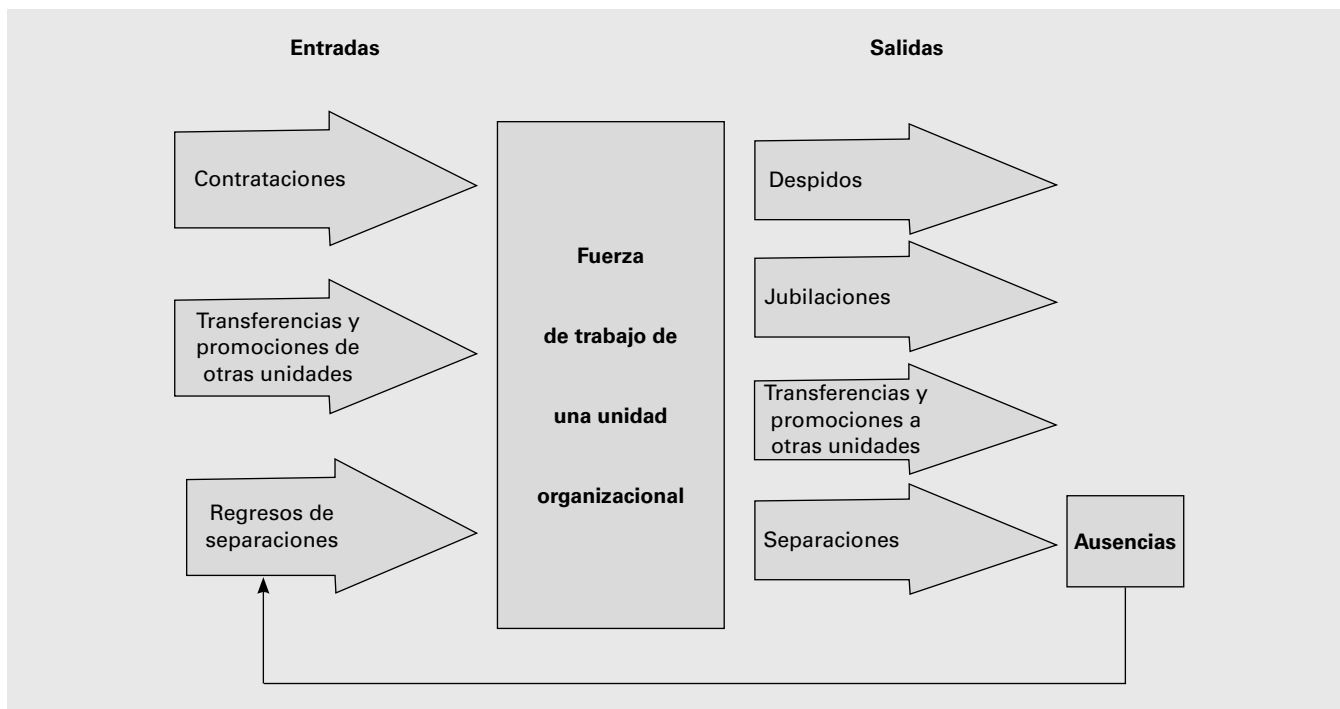 Entradas
Salidas
Contrataciones
Transferencias y
promociones de
otras unidades
Regresos de
separaciones
Fuerza
de trabajo de
una unidad
organizacional
Despidos
Jubilaciones
Transferencias y
promociones a
otras unidades
Separaciones
Ausencias